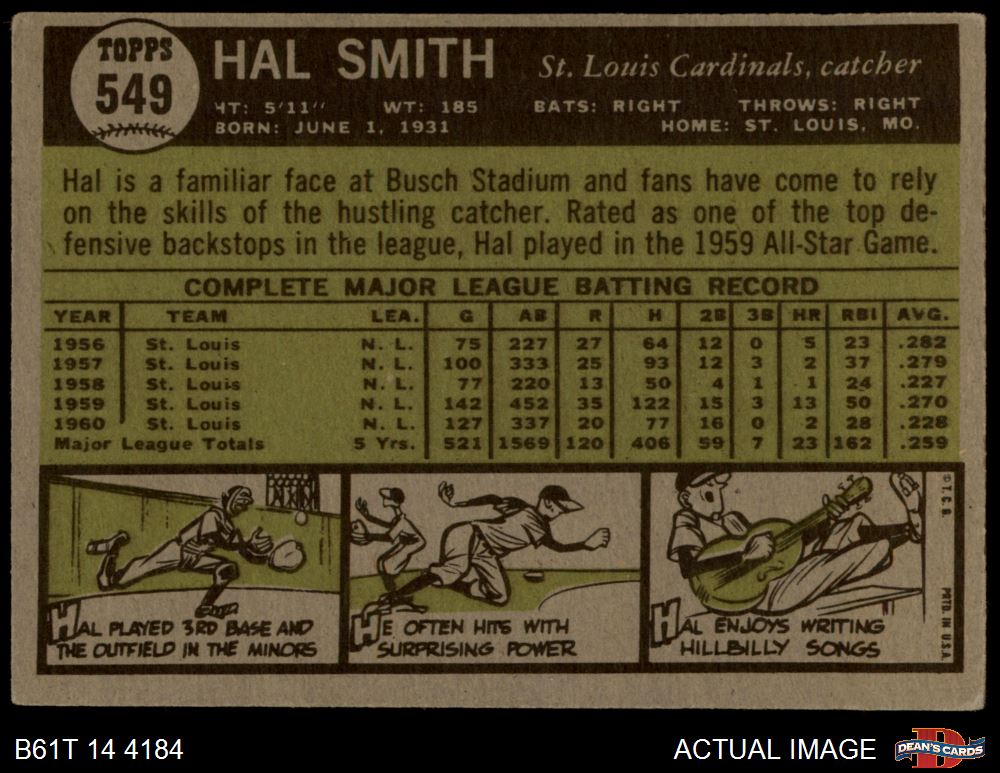 TOPPS
549
HAL SMITH
St. Louis Cardinals, catcher
HT: 5'11" WT: 185 BATS: RIGHT THROWS: RIGHT
BORN: JUNE 1, 1931 HOME: ST. LOUIS, MO.
Hal is a familiar face at Busch Stadium and fans have come to rely
on the skills of the hustling catcher. Rated as one of the top de-
fensive backstops in the league, Hal played in the 1959 All-Star Game.
COMPLETE MAJOR LEAGUE BATTING RECORD
YEAR TEAM LEA. G AB R H 2B 3B HR RBI AVG.
1956 St. Louis N. L. 75 227 27 64 12 0 5 23 .282
1957 St. Louis N. L. 100 333 25 93 12 3 2 37 .279
1958 St. Louis N. L. 77 220 13 50 4 1 1 24 .227
1959 St. Louis N. L. 142 452 35 122 15 3 13 50 .270
1960 St. Louis N. L. 127 337 20 77 16 0 2 28 .228
Major League Totals 5 Yrs. 521 1569 120 406 59 7 23 162 .259
HAL PLAYED 3RD BASE AND
THE OUTFIELD IN THE MINORS
HE OFTEN HITS WITH
SURPRISING POWER
HAL ENJOYS WRITING
HILLBILLY SONGS
© T. C. G.
PRTD. IN U.S.A.
B61T 14 4184
ACTUAL IMAGE
D
DEAN'S CARDS